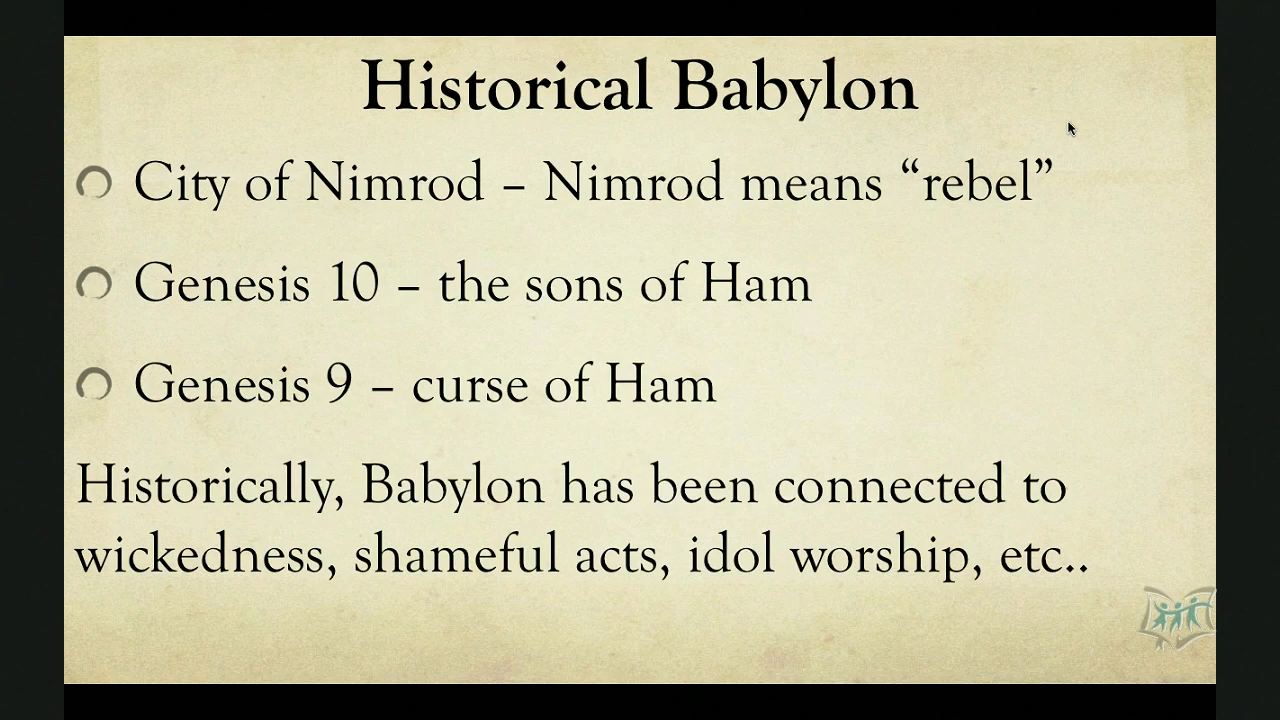 Historical Babylon
City of Nimrod – Nimrod means “rebel”
Genesis 10 – the sons of Ham
Genesis 9 – curse of Ham
Historically, Babylon has been connected to
wickedness, shameful acts, idol worship, etc..